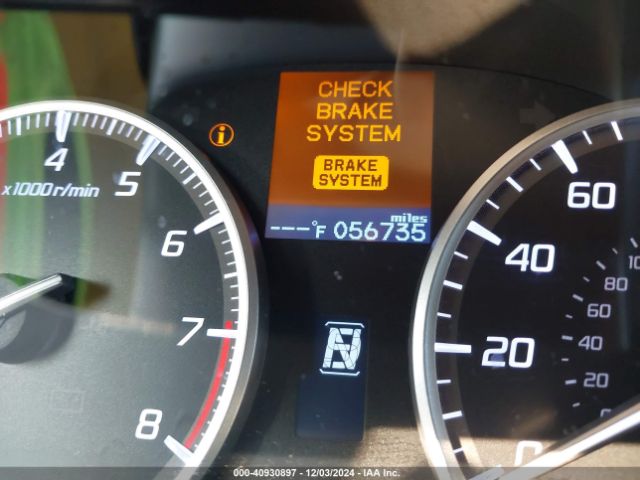 CHECK
BRAKE
SYSTEM
BRAKE
SYSTEM
miles
---°F 056735
4
x1000r/min
5
6
7
8
N
60
40
20
0
80
60
40
20
000-40930897 - 12/03/2024 - IAA Inc.